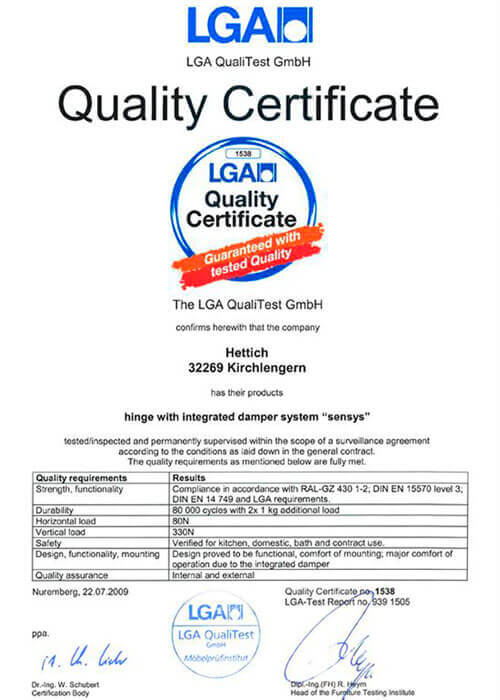 LGA
LGA QualiTest GmbH
Quality Certificate
1538
LGA
Quality
Certificate
Guaranteed with
tested Quality
The LGA QualiTest GmbH
confirms herewith that the company
Hettich
32269 Kirchlengern
has their products
hinge with integrated damper system “sensys”
tested/inspected and permanently supervised within the scope of a surveillance agreement
according to the conditions as laid down in the general contract.
The quality requirements as mentioned below are fully met.
Quality requirements Results
Strength, functionality Compliance in accordance with RAL-GZ 430 1-2; DIN EN 15570 level 3;
DIN EN 14 749 and LGA requirements.
Durability 80 000 cycles with 2x 1 kg additional load
Horizontal load 80N
Vertical load 330N
Safety Verified for kitchen, domestic, bath and contract use.
Design, functionality, mounting Design proved to be functional, comfort of mounting; major comfort of
operation due to the integrated damper
Quality assurance Internal and external
Nuremberg, 22.07.2009
Quality Certificate no. 1538
LGA-Test Report no. 939 1505
LGA
LGA QualiTest
GmbH
Möbelprüfinstitut
ppa.
Dr.-Ing. W. Schubert
Certification Body
Dipl.-Ing.(FH) R. Heym
Head of the Furniture Testing Institute